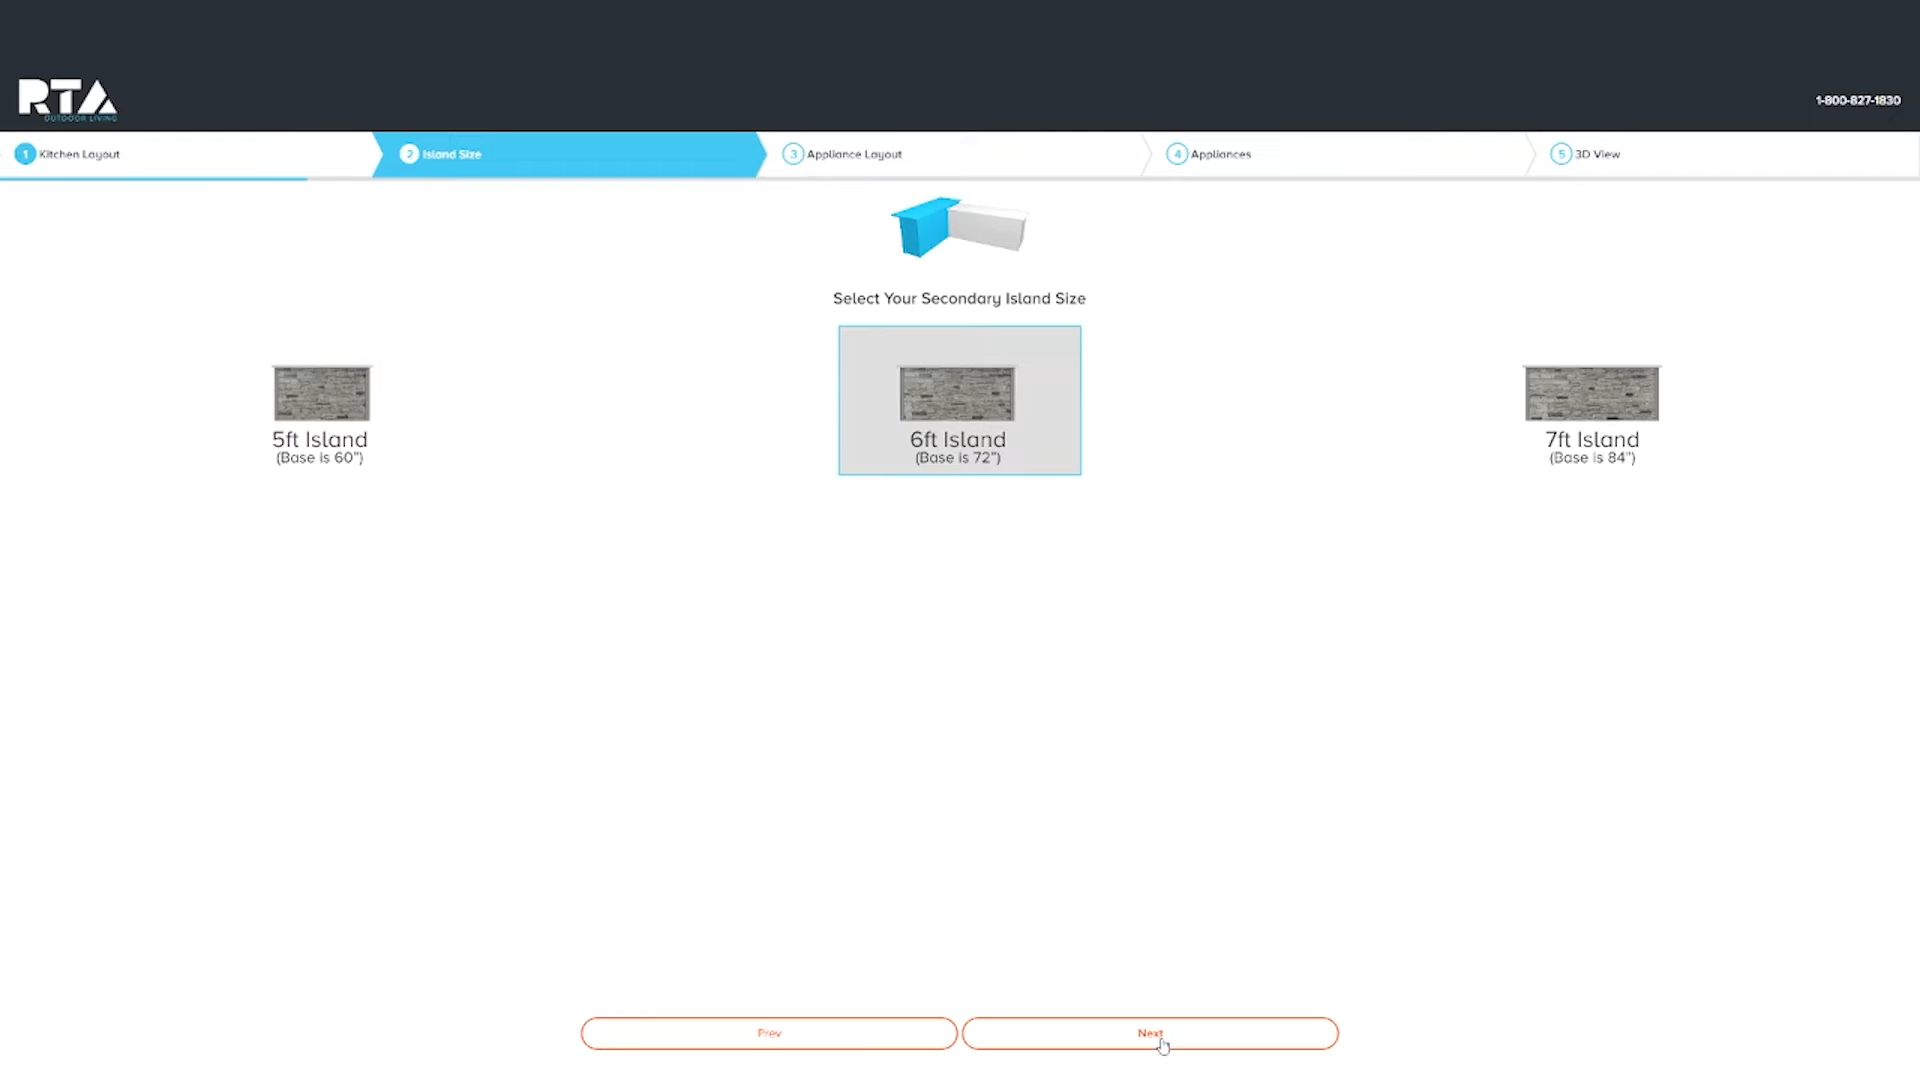 RTA
OUTDOOR LIVING
1-800-827-1830
1 Kitchen Layout
2 Island Size
3 Appliance Layout
4 Appliances
5 3D View
Select Your Secondary Island Size
5ft Island
(Base is 60")
6ft Island
(Base is 72")
7ft Island
(Base is 84")
Prev
Next